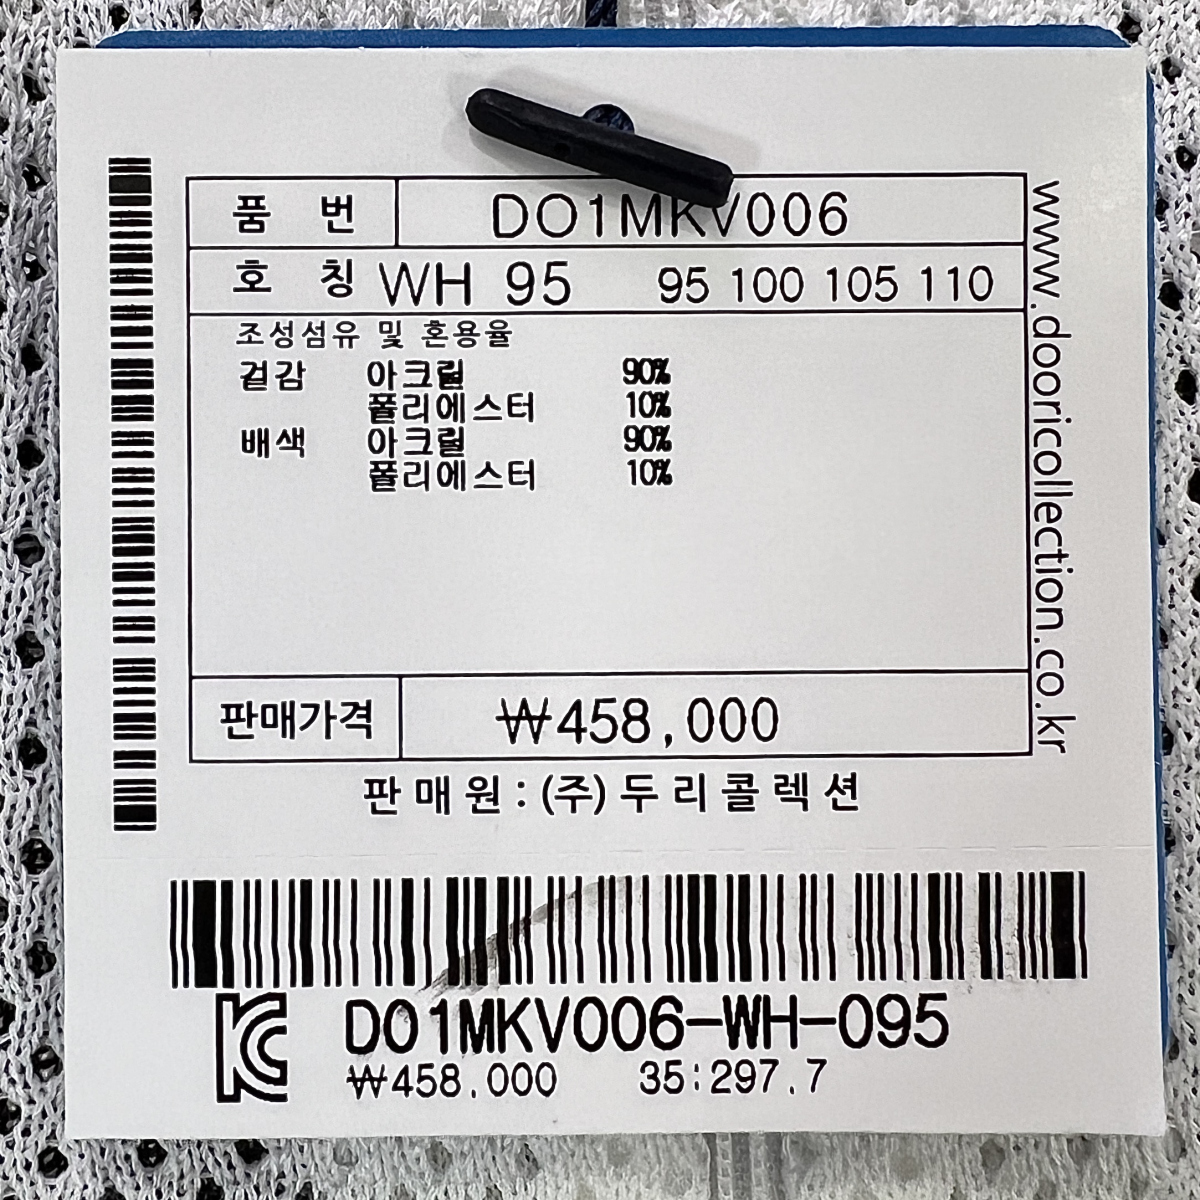 품 번 DO1MKV006
호 칭 WH 95 95 100 105 110
조성섬유 및 혼용율
겉감 아크릴 90%
폴리에스터 10%
배색 아크릴 90%
폴리에스터 10%
판매가격 ₩458,000
판매원:(주)두리콜렉션
www.dooricollection.co.kr
KC DO1MKV006-WH-095
₩458.000 35:297.7